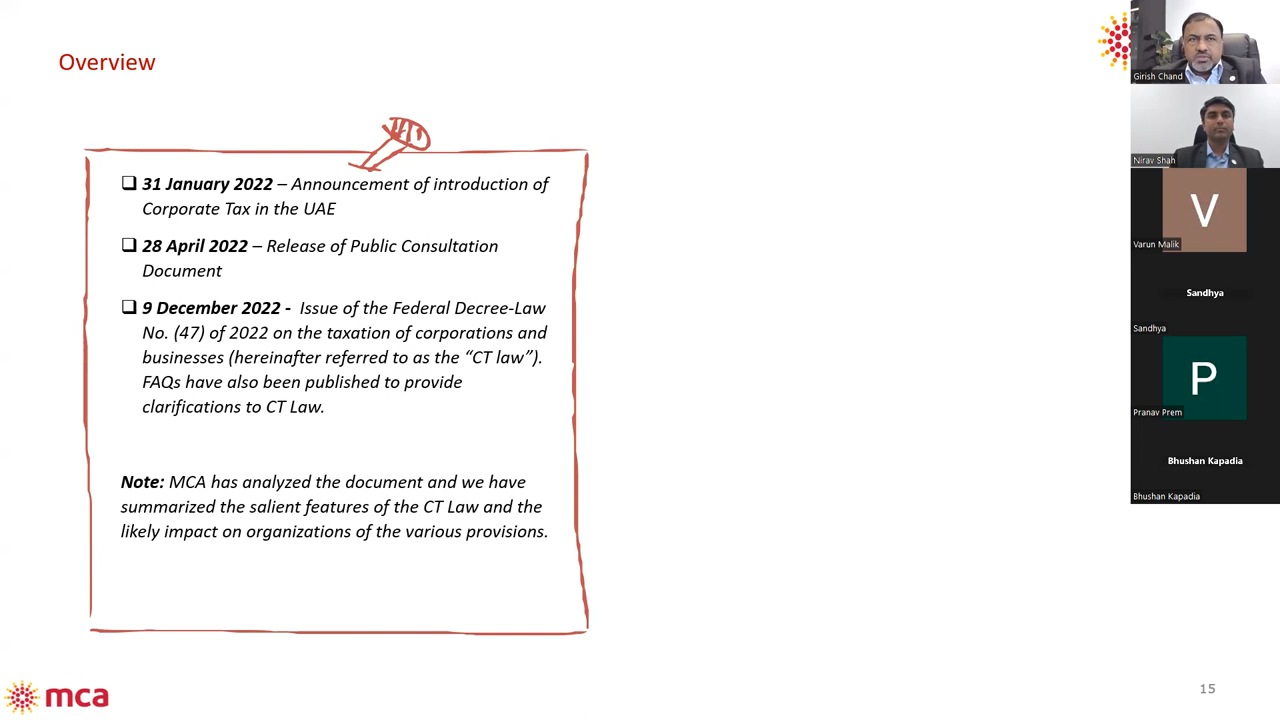 Overview
❑ 31 January 2022 – Announcement of introduction of
Corporate Tax in the UAE
❑ 28 April 2022 – Release of Public Consultation
Document
❑ 9 December 2022 - Issue of the Federal Decree-Law
No. (47) of 2022 on the taxation of corporations and
businesses (hereinafter referred to as the “CT law”).
FAQs have also been published to provide
clarifications to CT Law.
Note: MCA has analyzed the document and we have
summarized the salient features of the CT Law and the
likely impact on organizations of the various provisions.
mca
15
Girish Chand
Nirav Shah
V
Varun Malik
Sandhya
Sandhya
P
Pranav Prem
Bhushan Kapadia
Bhushan Kapadia